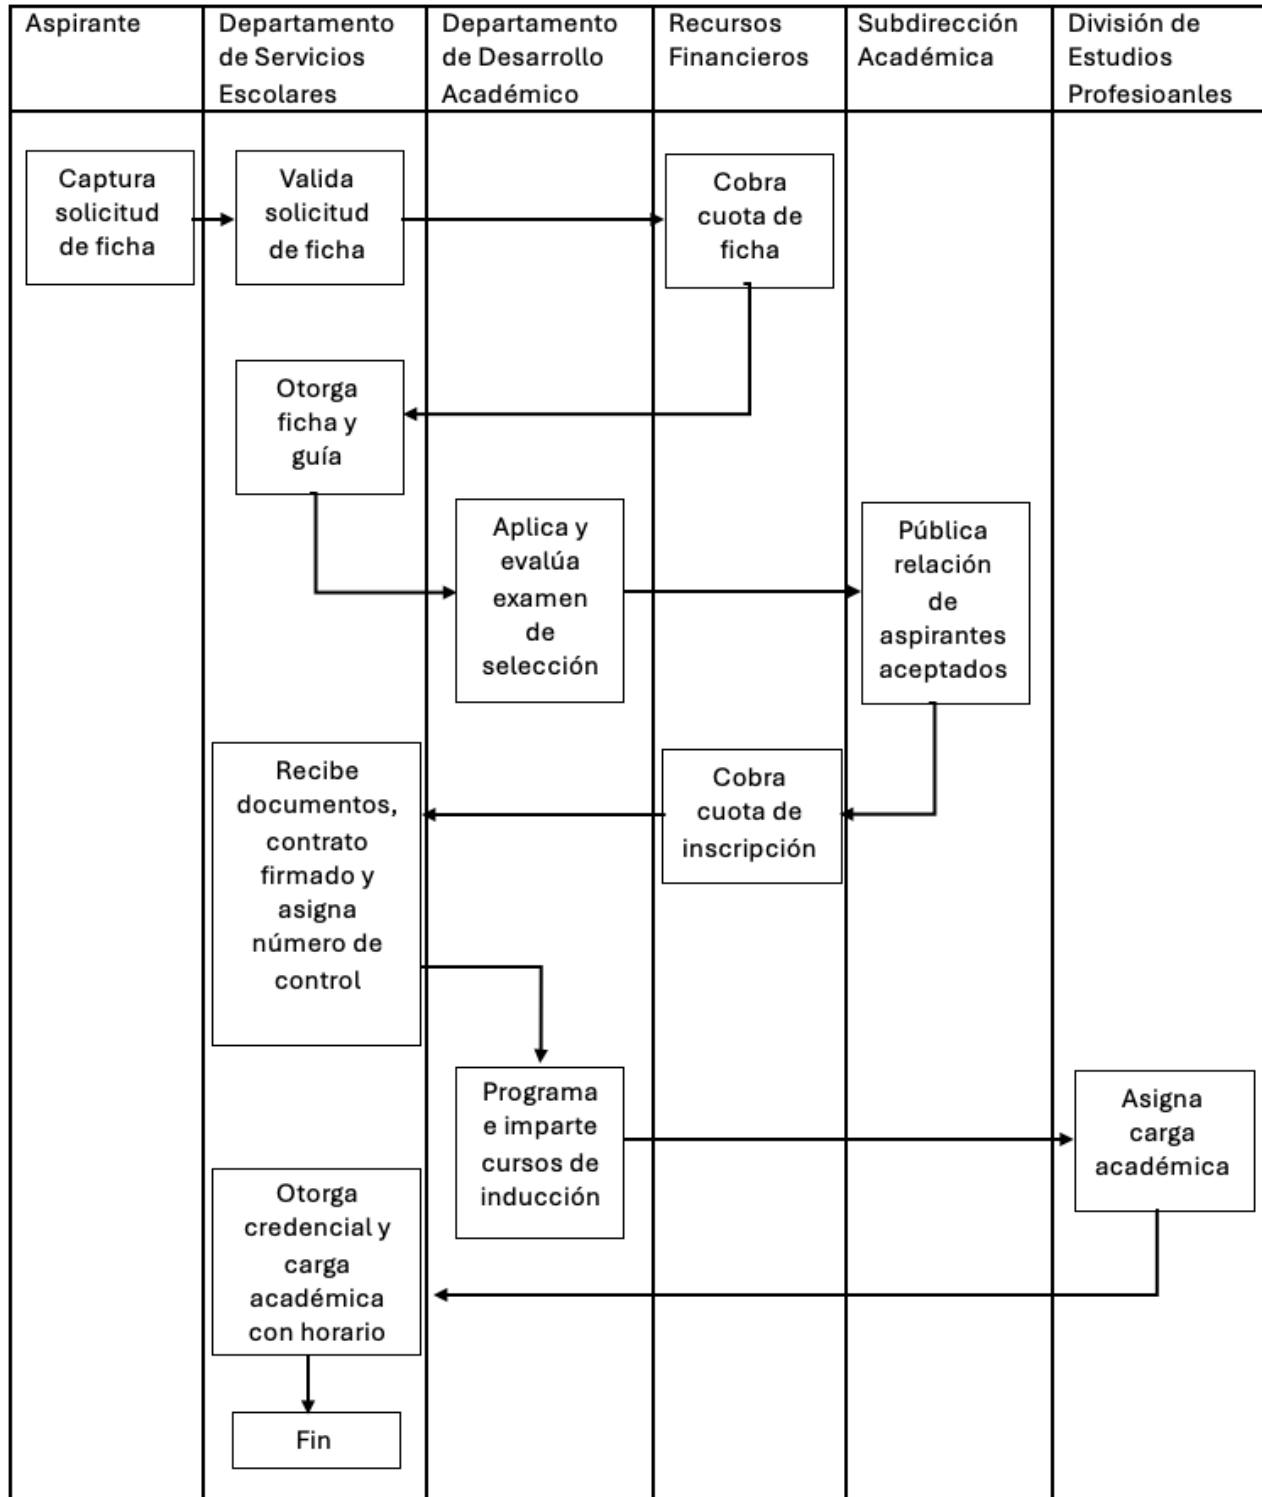 Aspirante
Departamento
de Servicios
Escolares
Departamento
de Desarrollo
Académico
Recursos
Financieros
Subdirección
Académica
División de
Estudios
Profesioanles
Captura
solicitud
de ficha
Valida
solicitud
de ficha
Cobra
cuota de
ficha
Otorga
ficha y
guía
Aplica y
evalúa
examen
de
selección
Pública
relación
de
aspirantes
aceptados
Cobra
cuota de
inscripción
Recibe
documentos,
contrato
firmado y
asigna
número de
control
Programa
e imparte
cursos de
inducción
Asigna
carga
académica
Otorga
credencial y
carga
académica
con horario
Fin